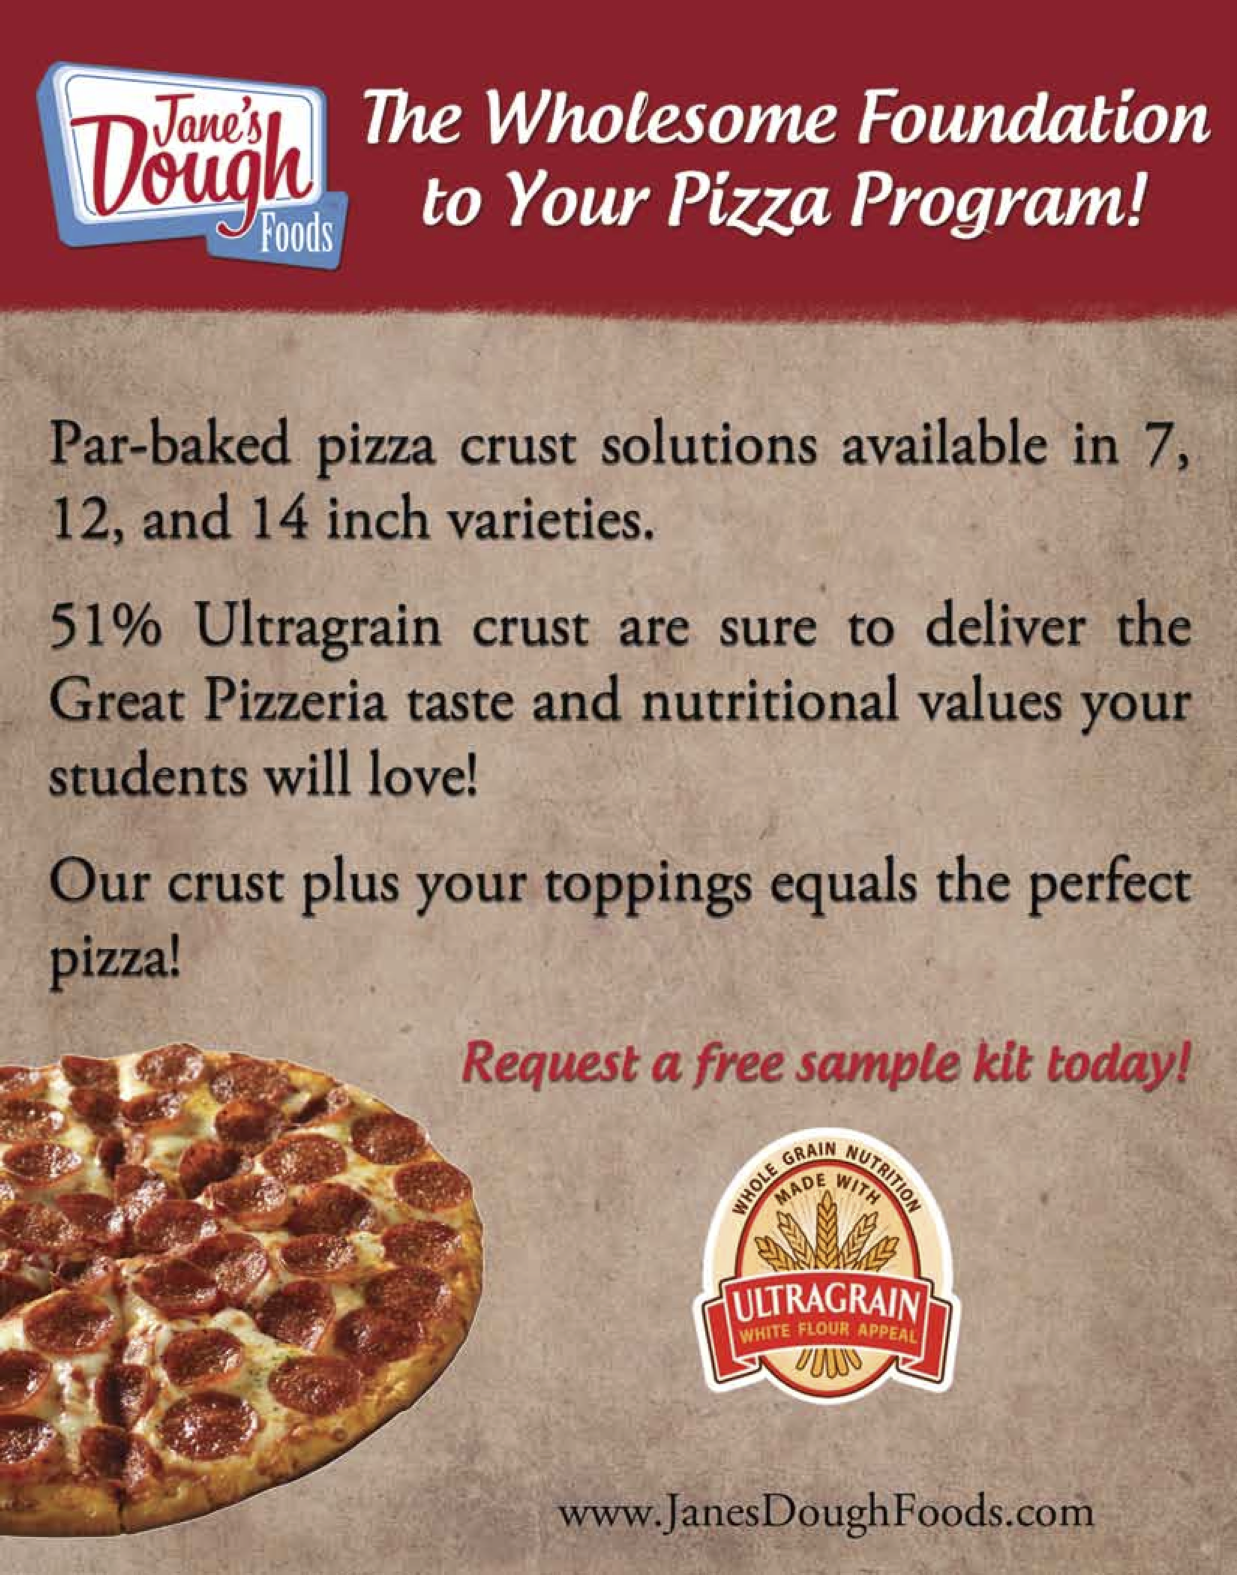 Jane's
Dough
Foods
The Wholesome Foundation
to Your Pizza Program!
Par-baked pizza crust solutions available in 7,
12, and 14 inch varieties.
51% Ultragrain crust are sure to deliver the
Great Pizzeria taste and nutritional values your
students will love!
Our crust plus your toppings equals the perfect
pizza!
Request a free sample kit today!
WHOLE GRAIN NUTRITION
MADE WITH
ULTRAGRAIN
WHITE FLOUR APPEAL
www.JanesDoughFoods.com